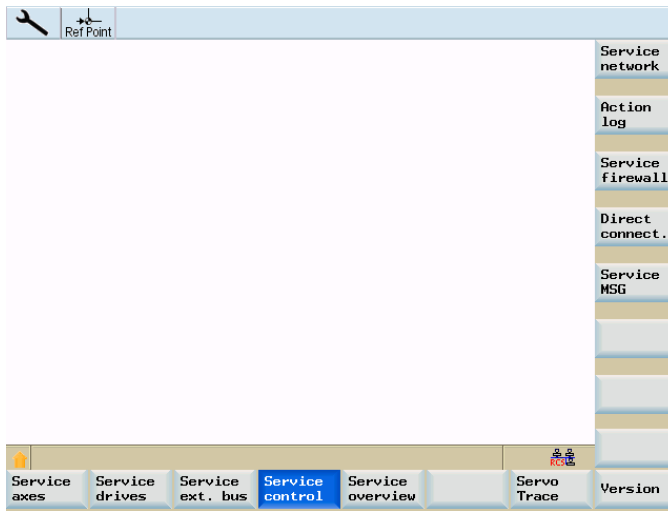 Ref Point
Service
network
Action
log
Service
firewall
Direct
connect.
Service
MSG
RCS
Service
axes
Service
drives
Service
ext. bus
Service
control
Service
overview
Servo
Trace
Version